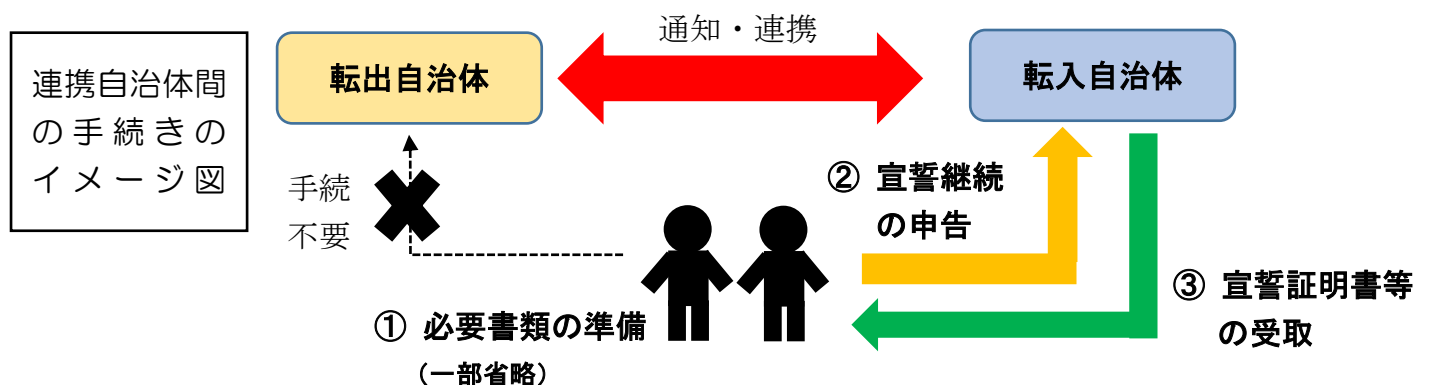 連携自治体間
の手続きの
イメージ図
転出自治体
通知・連携
転入自治体
手続
不要
② 宣誓継続
の申告
① 必要書類の準備
（一部省略）
③ 宣誓証明書等
の受取